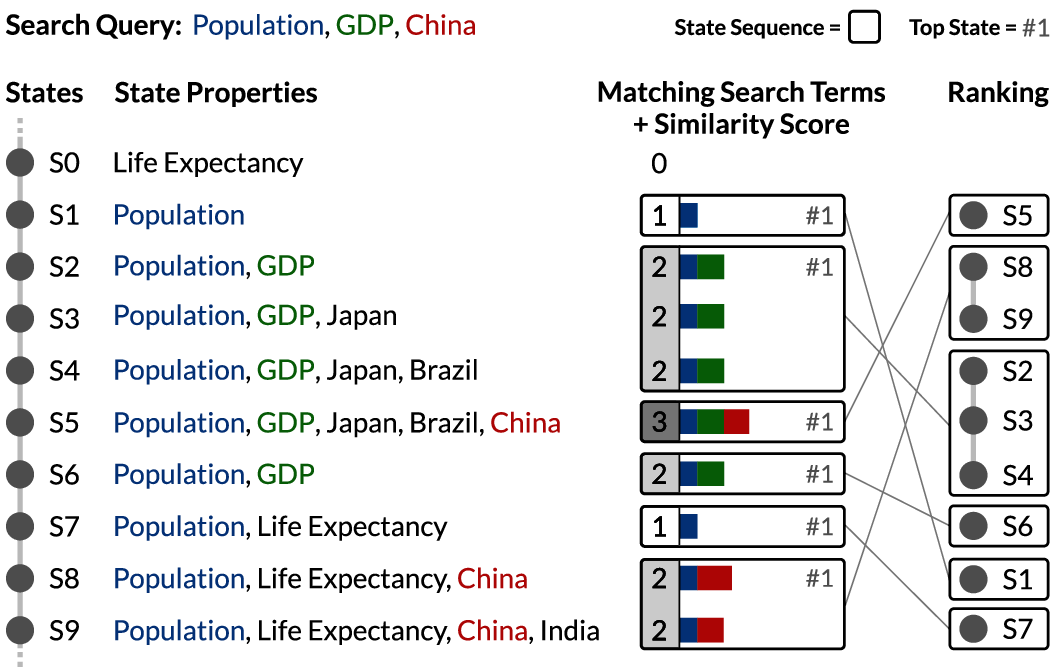 Search Query: Population, GDP, China State Sequence = Top State = #1
States State Properties Matching Search Terms + Similarity Score Ranking
S0 Life Expectancy 0
S1 Population 1 #1 S5
S2 Population, GDP 2 #1 S8
S3 Population, GDP, Japan 2 S9
S4 Population, GDP, Japan, Brazil 2 S2
S5 Population, GDP, Japan, Brazil, China 3 #1 S3
S6 Population, GDP 2 #1 S4
S7 Population, Life Expectancy 1 #1 S6
S8 Population, Life Expectancy, China 2 #1 S1
S9 Population, Life Expectancy, China, India 2 S7